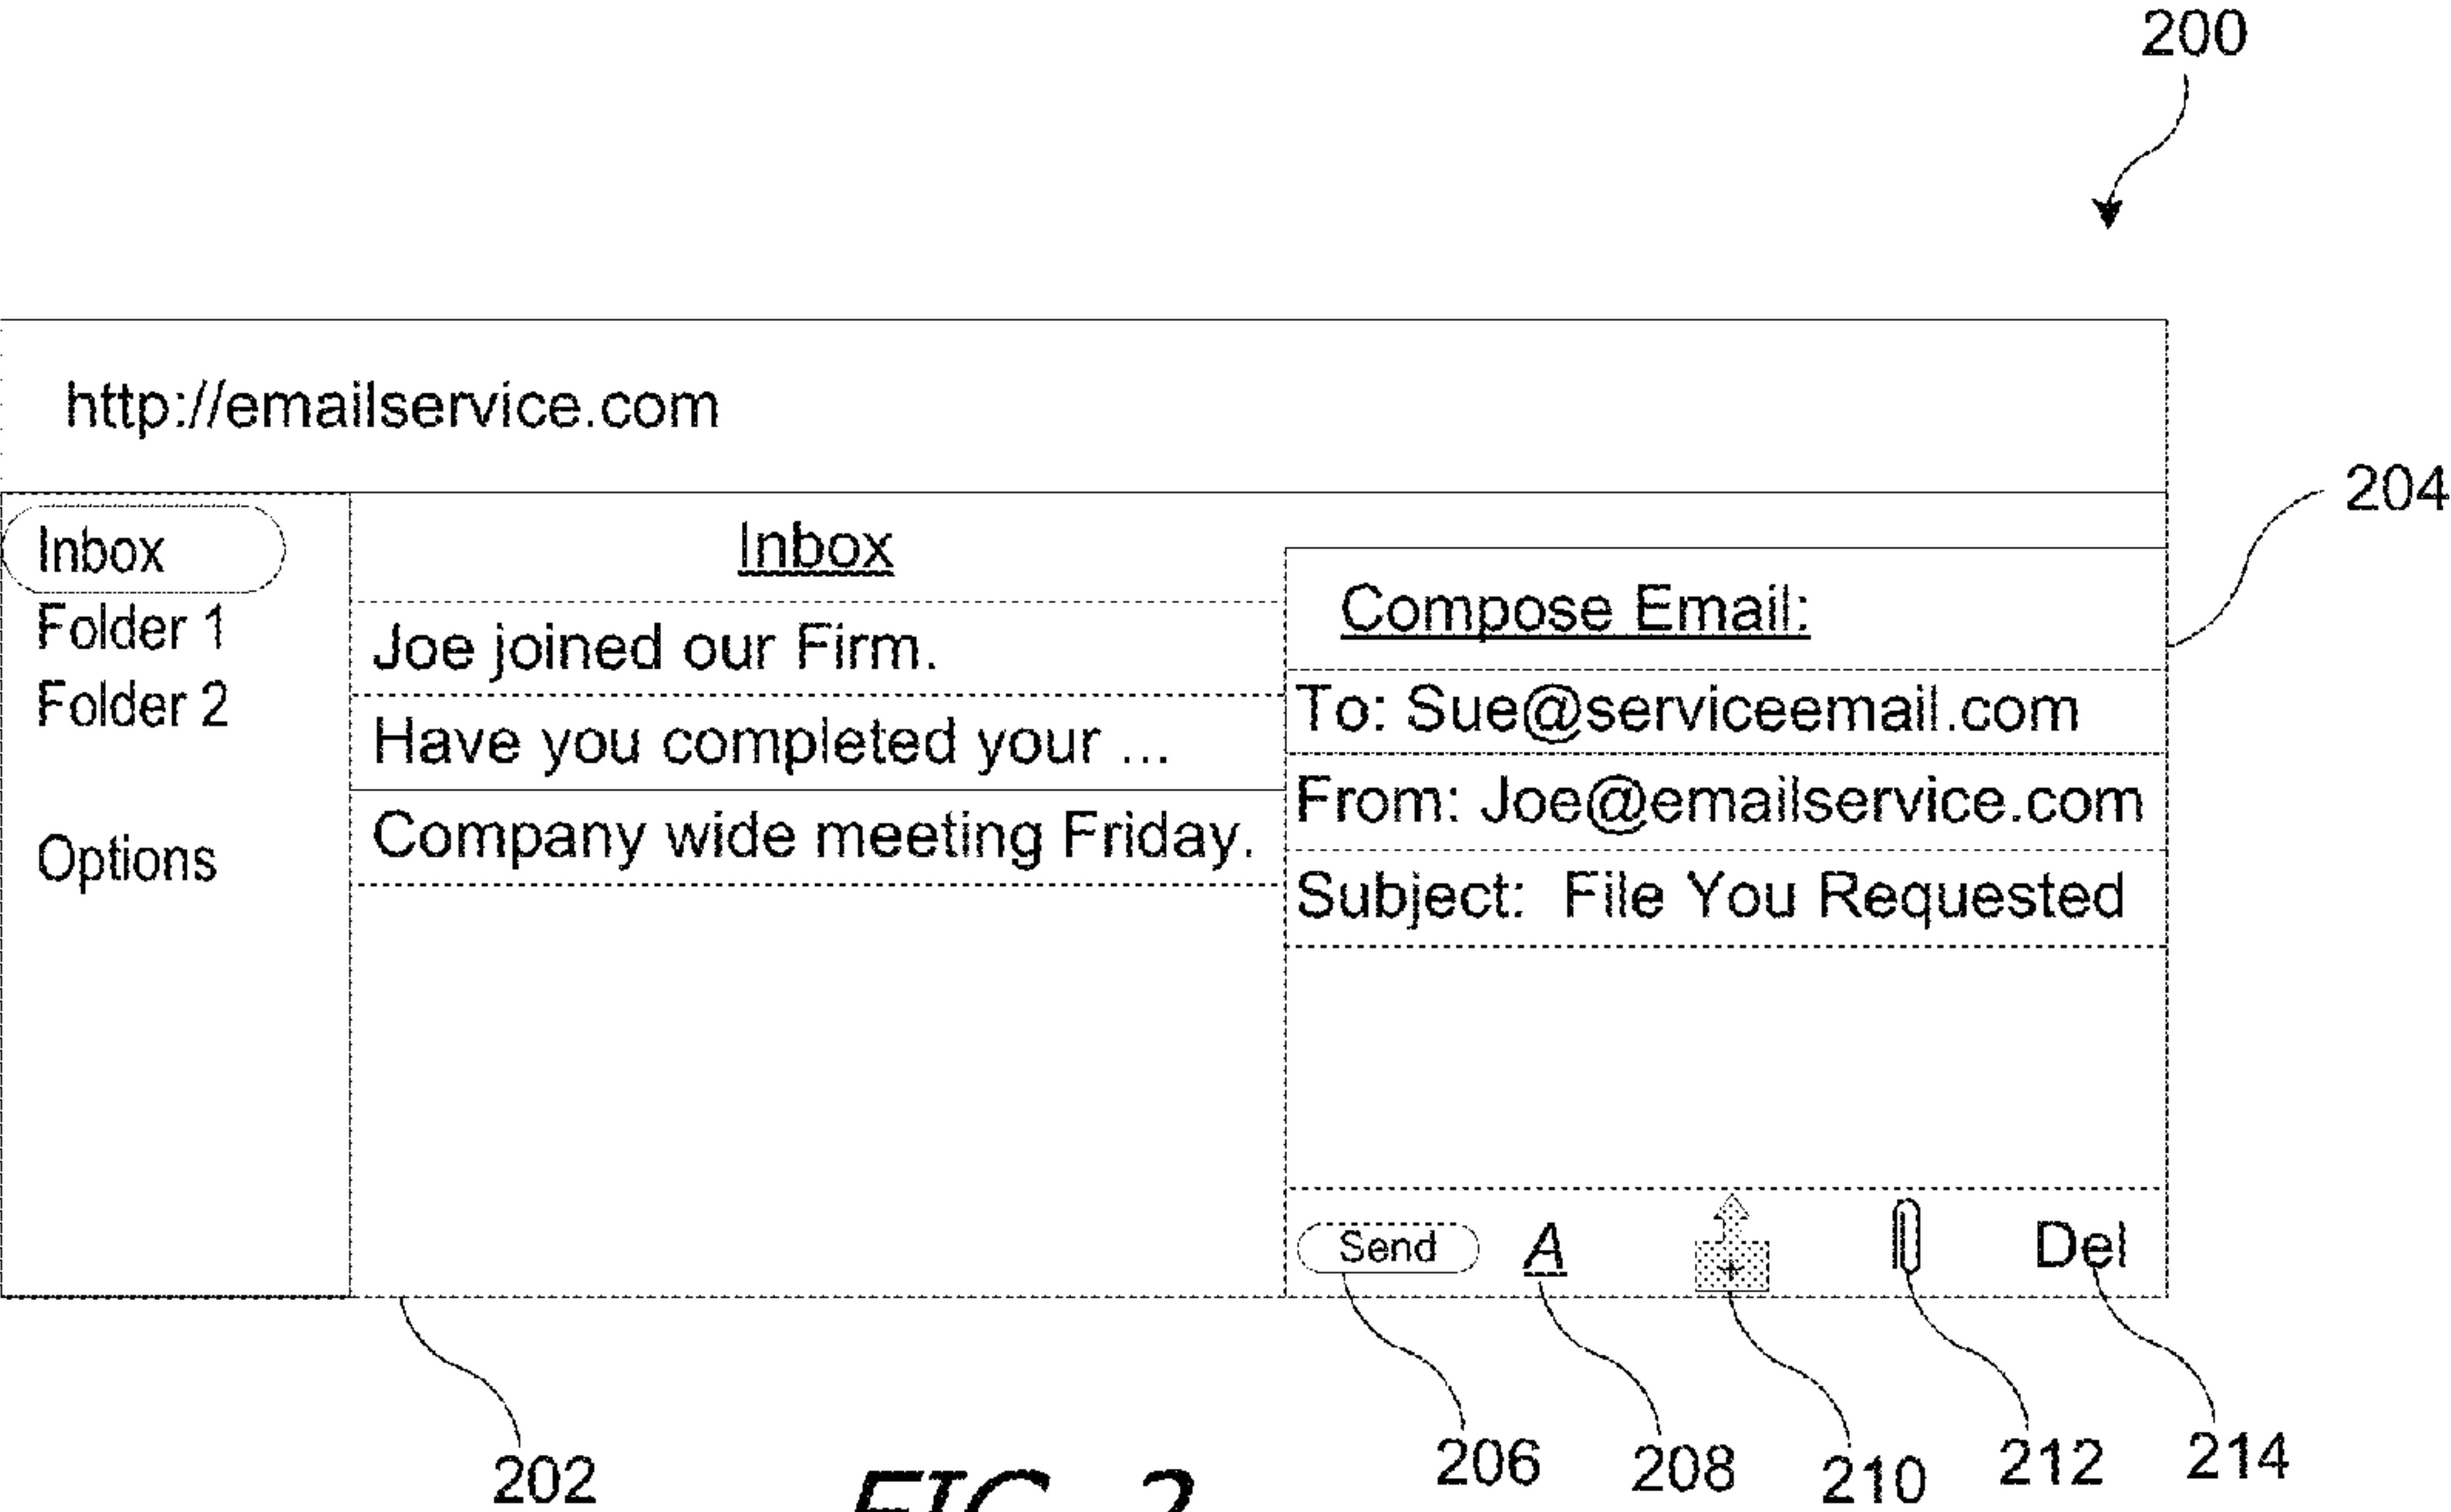 200
http://emailservice.com
204
Inbox
Folder 1
Folder 2
Options
Inbox
Joe joined our Firm.
Have you completed your ...
Company wide meeting Friday.
Compose Email:
To: Sue@serviceemail.com
From: Joe@emailservice.com
Subject: File You Requested
Send A + Del
202 206 208 210 212 214
FIG. 2